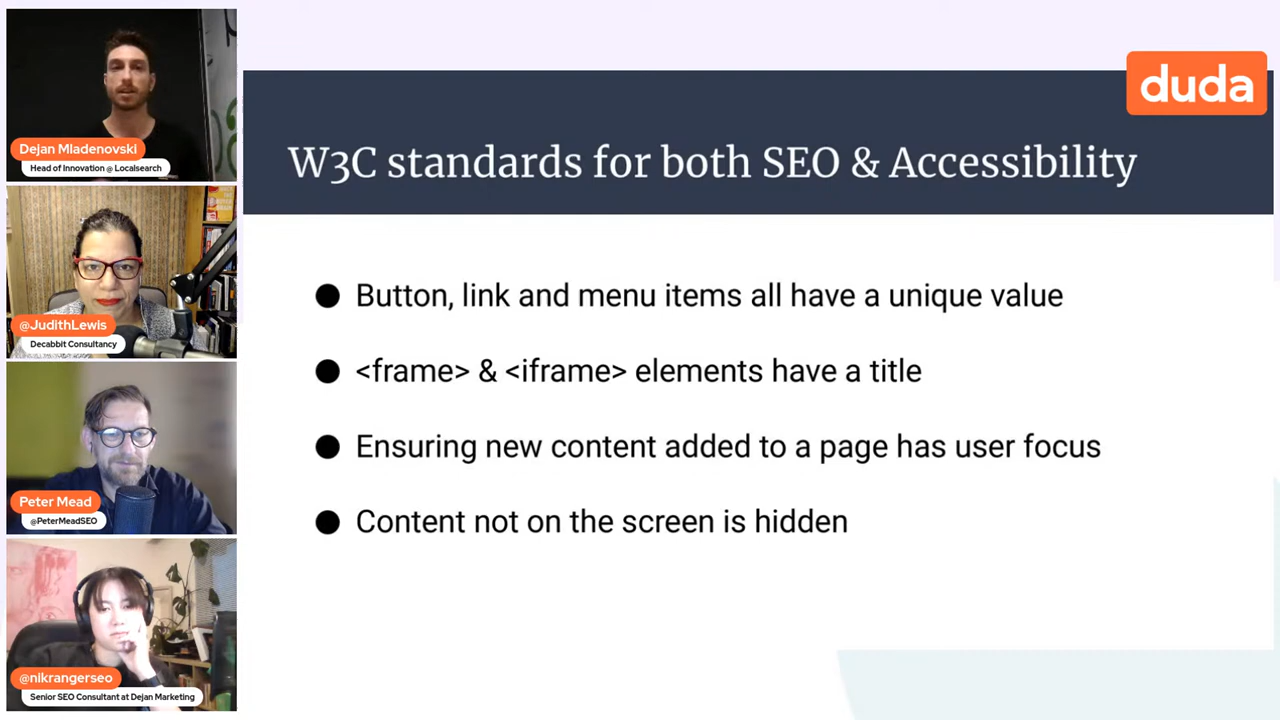 Dejan Mladenovski
Head of Innovation @ Localsearch
@JudithLewis
Decabbit Consultancy
Peter Mead
@PeterMeadSEO
@nikrangerseo
Senior SEO Consultant at Dejan Marketing
duda
W3C standards for both SEO & Accessibility
● Button, link and menu items all have a unique value
● <frame> & <iframe> elements have a title
● Ensuring new content added to a page has user focus
● Content not on the screen is hidden